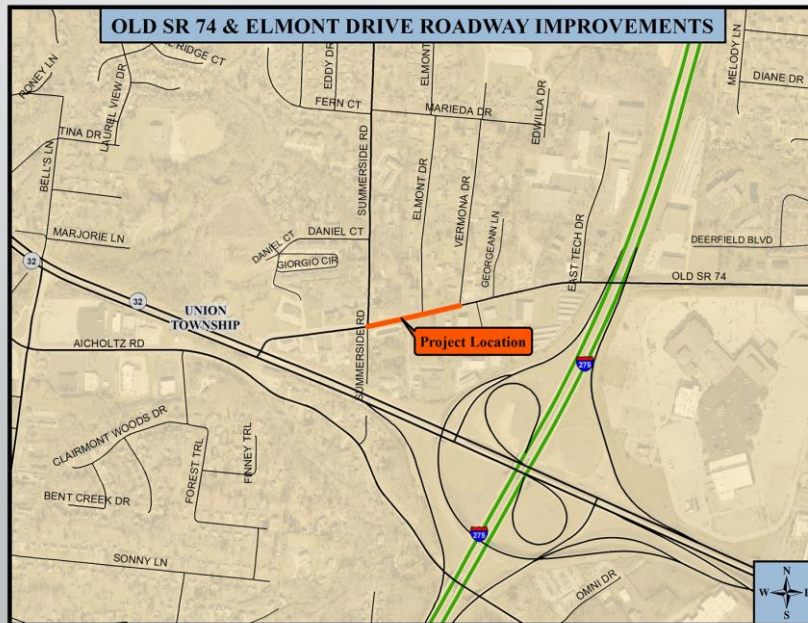 OLD SR 74 & ELMONT DRIVE ROADWAY IMPROVEMENTS
RONEY LN
RIDGE CT
LAUREL VIEW DR
EDDY DR
ELMONT
MELODY LN
DIANE DR
FERN CT
MARIEDA DR
EDWILLA DR
TINA DR
BELL'S LN
SUMMERSIDE RD
ELMONT DR
VERMONA DR
GEORGEANN LN
EAST TECH DR
MARJORIE LN
DANIEL CT
DANIEL CT
GIORGIO CIR
DEERFIELD BLVD
32
32
OLD SR 74
UNION
TOWNSHIP
SUMMERSIDE RD
Project Location
AICHOLTZ RD
275
CLAIRMONT WOODS DR
FOREST TRL
FINNEY TRL
BENT CREEK DR
275
SONNY LN
OMNI DR
N
W E
S